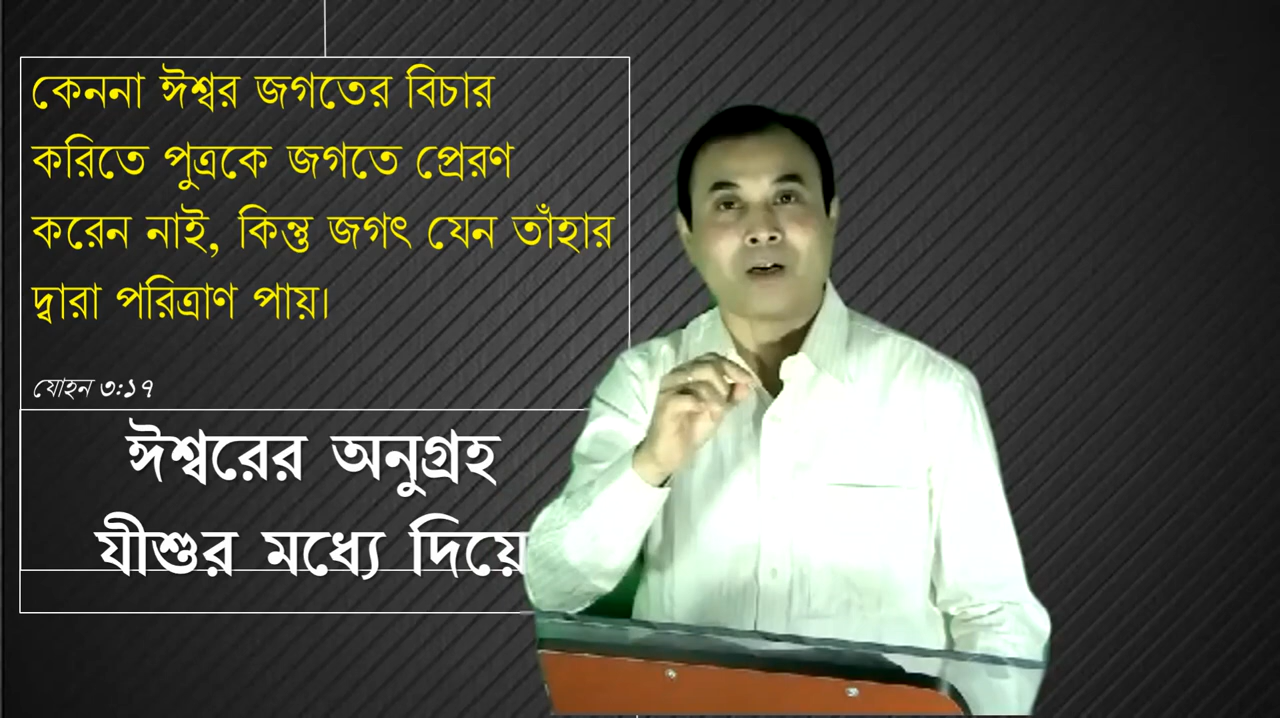 কেননা ঈশ্বর জগতের বিচার
করিতে পুত্রকে জগতে প্রেরণ
করেন নাই, কিন্তু জগৎ যেন তাঁহার
দ্বারা পরিত্রাণ পায়।
যোহন ৩:১৭
ঈশ্বরের অনুগ্রহ
যীশুর মধ্যে দিয়ে